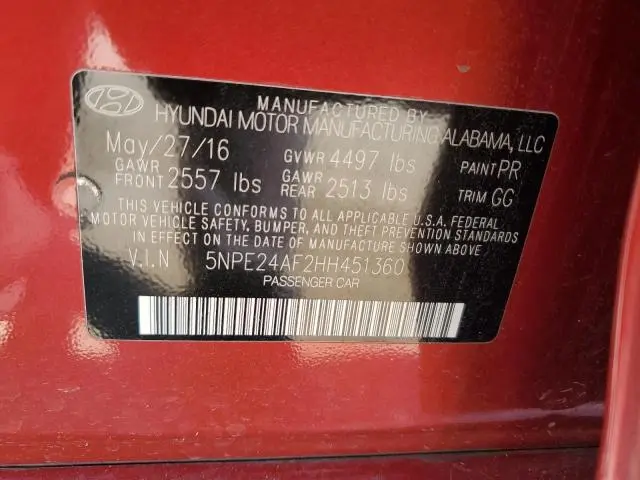 MANUFACTURED BY
HYUNDAI MOTOR MANUFACTURING ALABAMA, LLC
May/27/16 GVWR 4497 lbs PAINT PR
GAWR FRONT 2557 lbs GAWR REAR 2513 lbs TRIM GG
THIS VEHICLE CONFORMS TO ALL APPLICABLE U.S.A. FEDERAL
MOTOR VEHICLE SAFETY, BUMPER, AND THEFT PREVENTION STANDARDS
IN EFFECT ON THE DATE OF MANUFACTURE SHOWN ABOVE.
V.I.N 5NPE24AF2HH451360
PASSENGER CAR